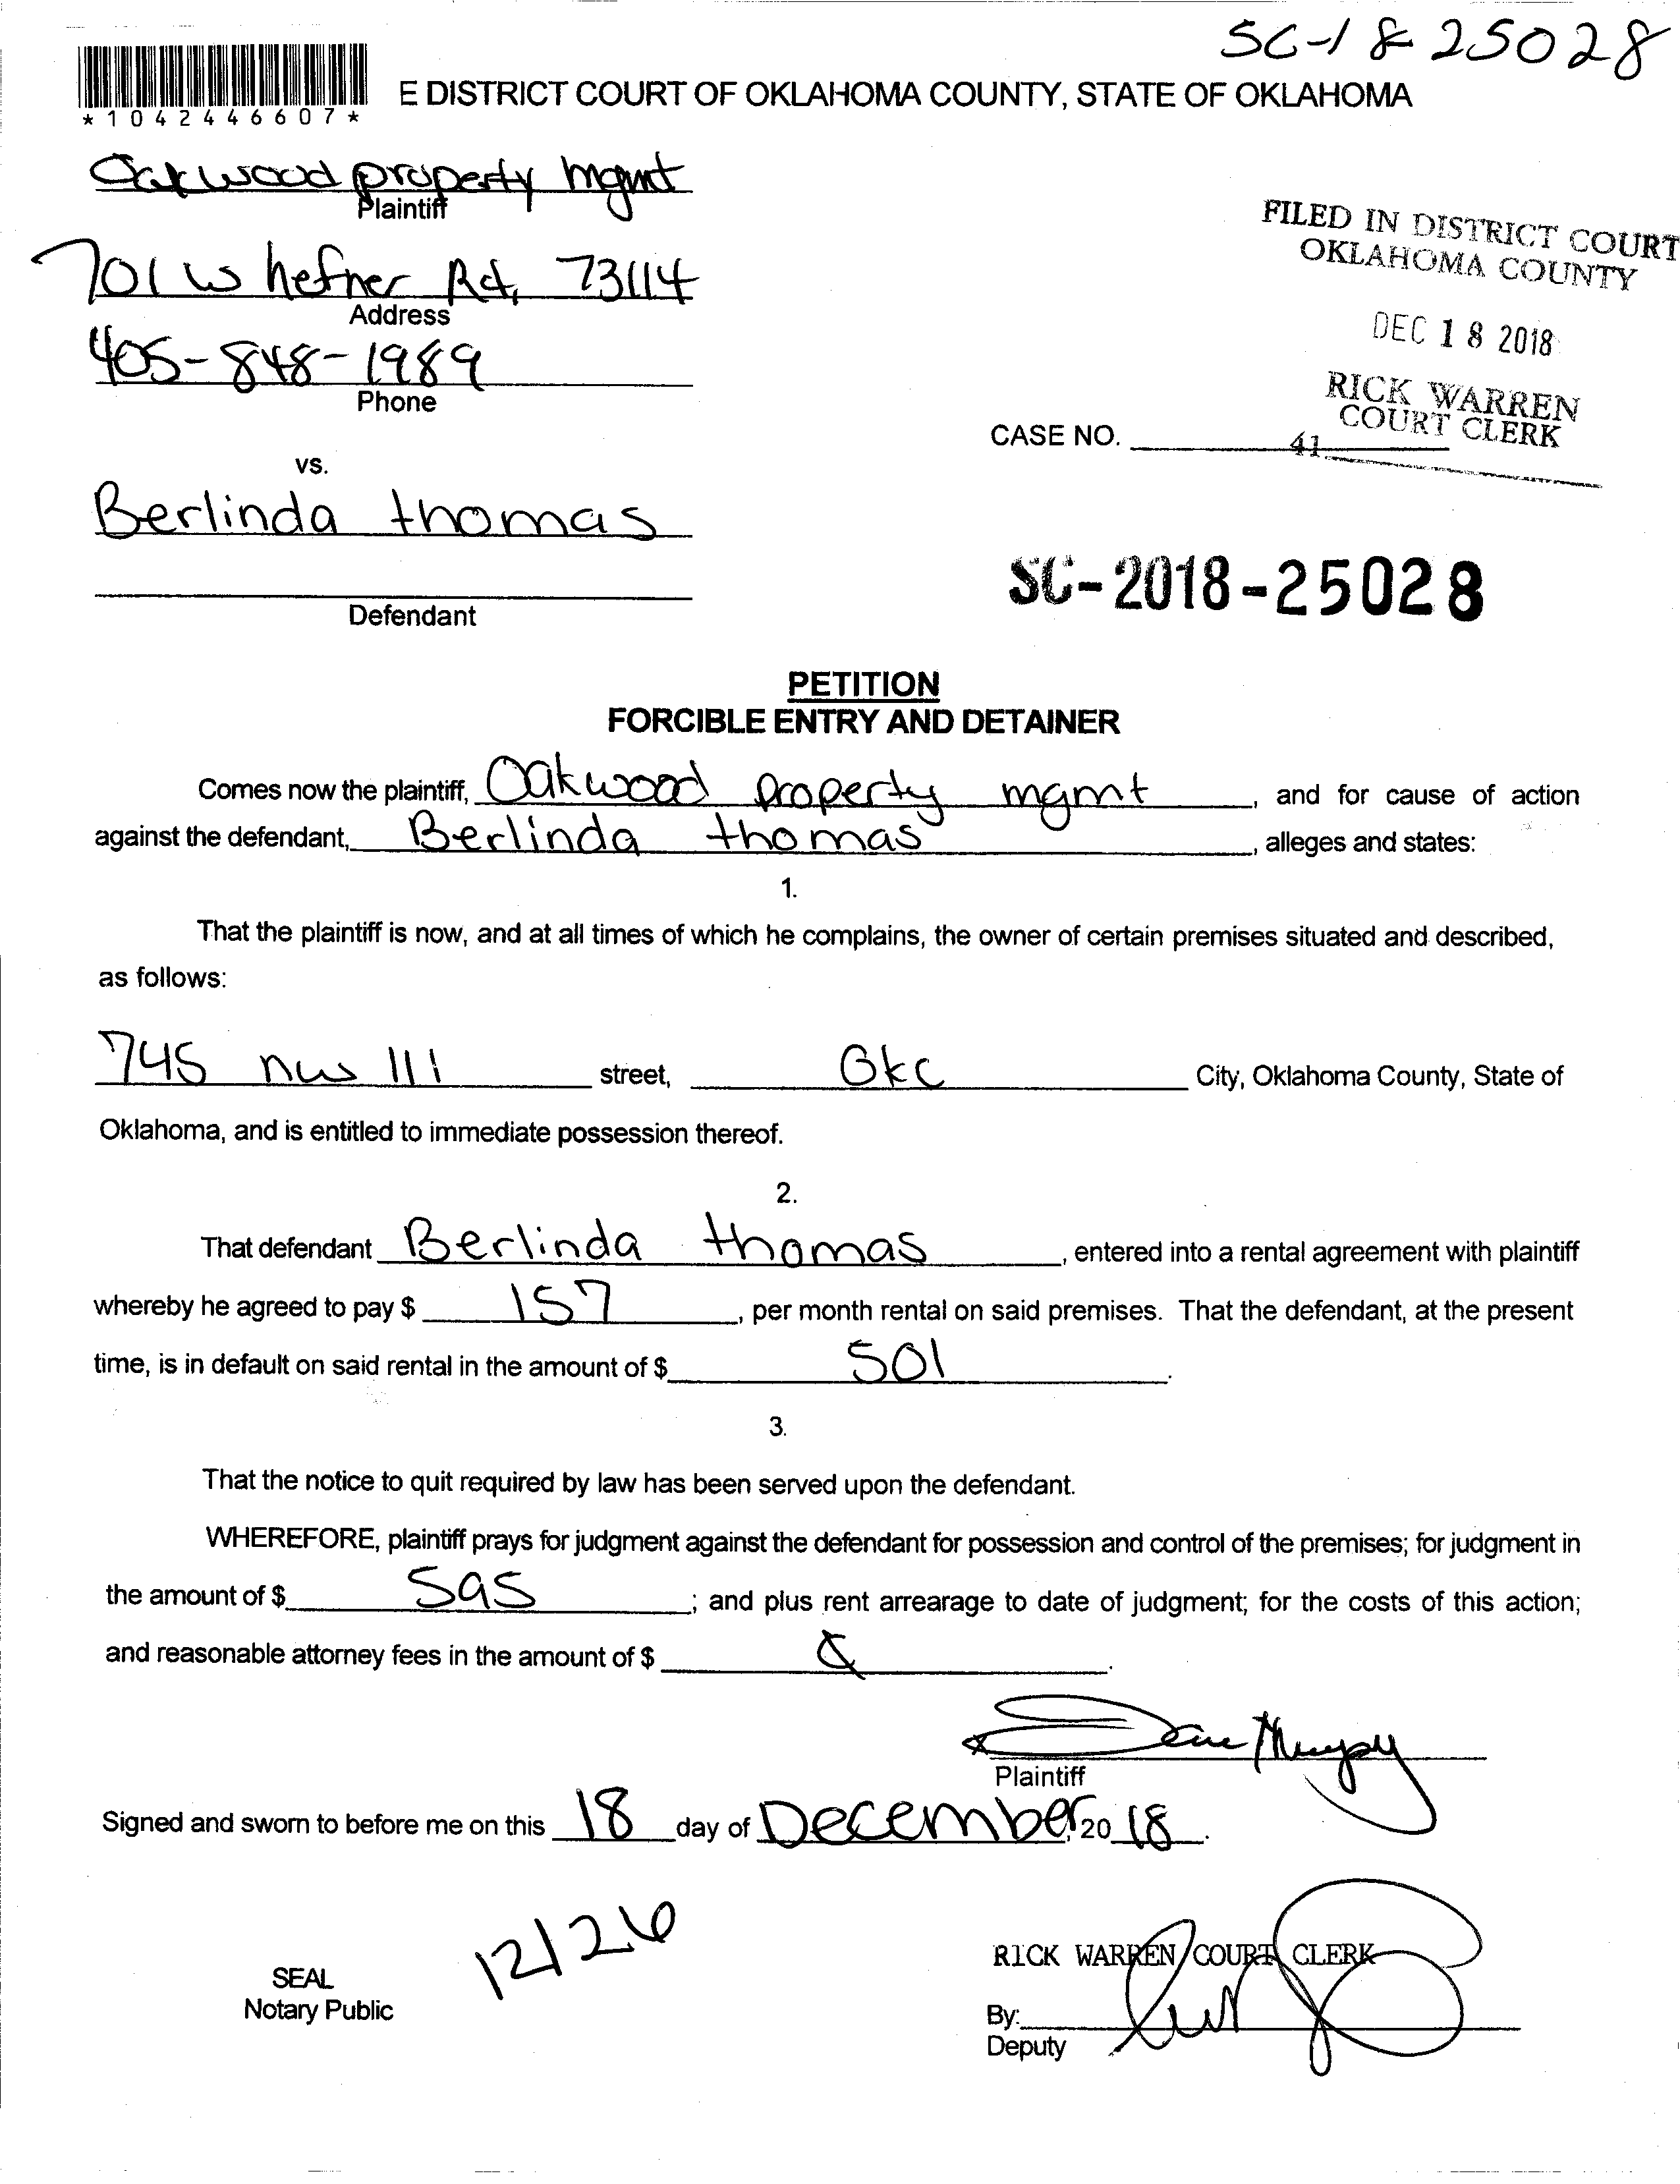 SC-18-25028
*1042446607*
E DISTRICT COURT OF OKLAHOMA COUNTY, STATE OF OKLAHOMA
Oakwood property mgmt
Plaintiff
701 W hefner Rd, 73114
Address
405-848-1989
Phone
FILED IN DISTRICT COURT
OKLAHOMA COUNTY
DEC 18 2018
RICK WARREN
COURT CLERK
41
CASE NO.
vs.
Berlinda thomas
Defendant
SC-2018-25028
PETITION
FORCIBLE ENTRY AND DETAINER
Comes now the plaintiff, Oakwood property mgmt, and for cause of action
against the defendant, Berlinda thomas, alleges and states:
1.
That the plaintiff is now, and at all times of which he complains, the owner of certain premises situated and described,
as follows:
745 nw 111 street, Okc City, Oklahoma County, State of
Oklahoma, and is entitled to immediate possession thereof.
2.
That defendant Berlinda thomas, entered into a rental agreement with plaintiff
whereby he agreed to pay $ 157, per month rental on said premises. That the defendant, at the present
time, is in default on said rental in the amount of $ 501.
3.
That the notice to quit required by law has been served upon the defendant.
WHEREFORE, plaintiff prays for judgment against the defendant for possession and control of the premises; for judgment in
the amount of $ 595; and plus rent arrearage to date of judgment; for the costs of this action;
and reasonable attorney fees in the amount of $ .
Plaintiff
Signed and sworn to before me on this 18 day of December, 20 18.
12/26
SEAL
Notary Public
RICK WARREN COURT CLERK
By:
Deputy